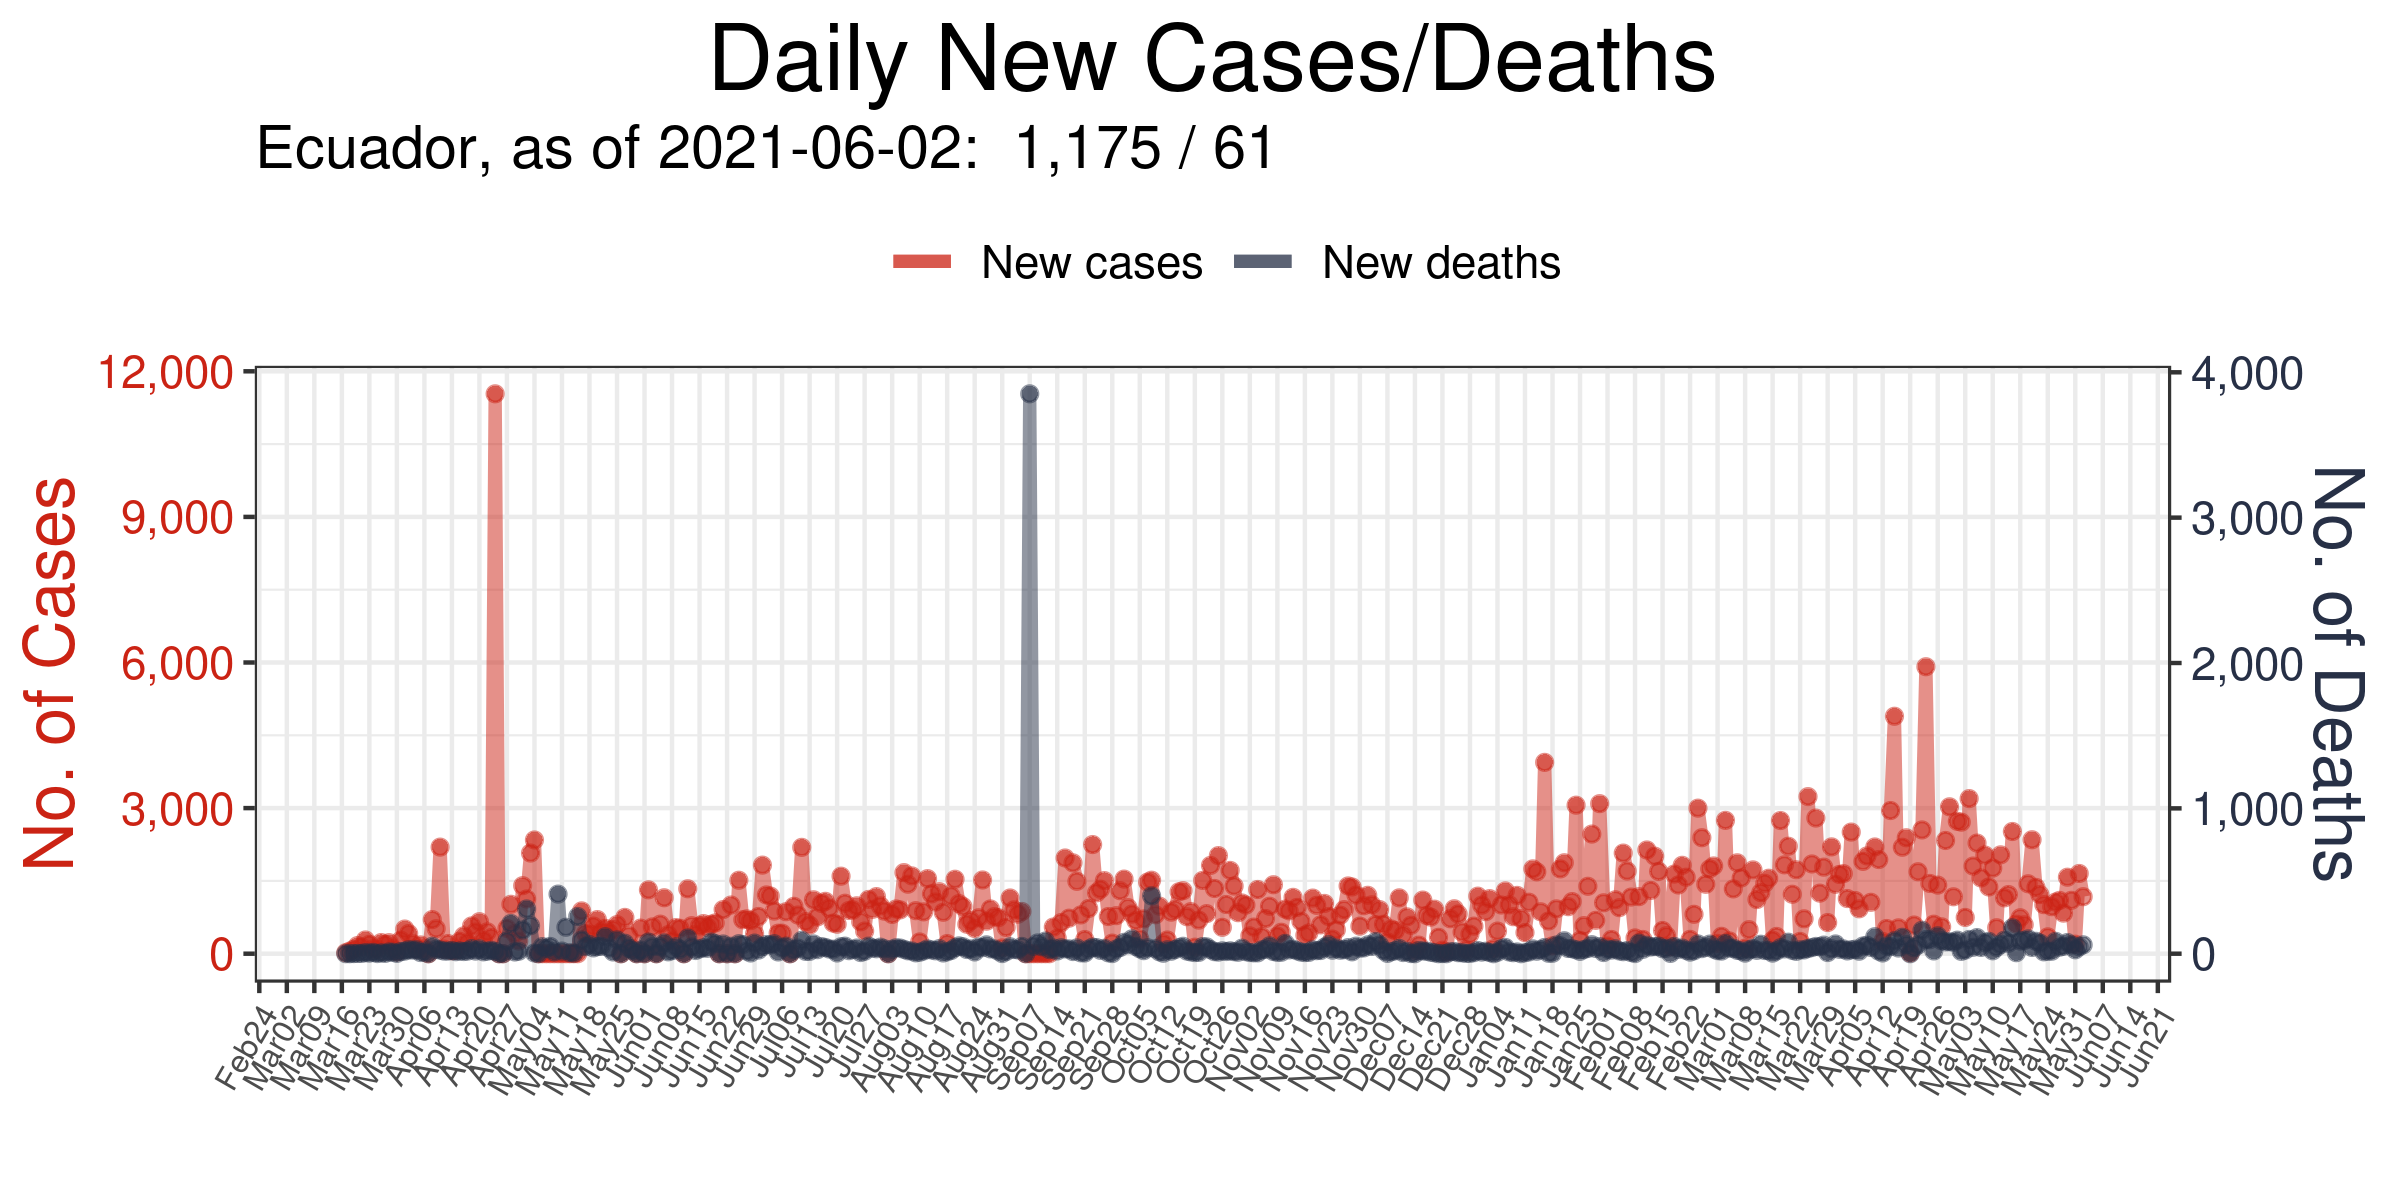 Daily New Cases/Deaths
Ecuador, as of 2021-06-02:  1,175 / 61
New cases
New deaths
No. of Cases
12,000
9,000
6,000
3,000
0
4,000
3,000
2,000
1,000
0
No. of Deaths
Feb24
Mar02
Mar09
Mar16
Mar23
Mar30
Apr06
Apr13
Apr20
Apr27
May04
May11
May18
May25
Jun01
Jun08
Jun15
Jun22
Jun29
Jul06
Jul13
Jul20
Jul27
Aug03
Aug10
Aug17
Aug24
Aug31
Sep07
Sep14
Sep21
Sep28
Oct05
Oct12
Oct19
Oct26
Nov02
Nov09
Nov16
Nov23
Nov30
Dec07
Dec14
Dec21
Dec28
Jan04
Jan11
Jan18
Jan25
Feb01
Feb08
Feb15
Feb22
Mar01
Mar08
Mar15
Mar22
Mar29
Apr05
Apr12
Apr19
Apr26
May03
May10
May17
May24
May31
Jun07
Jun14
Jun21